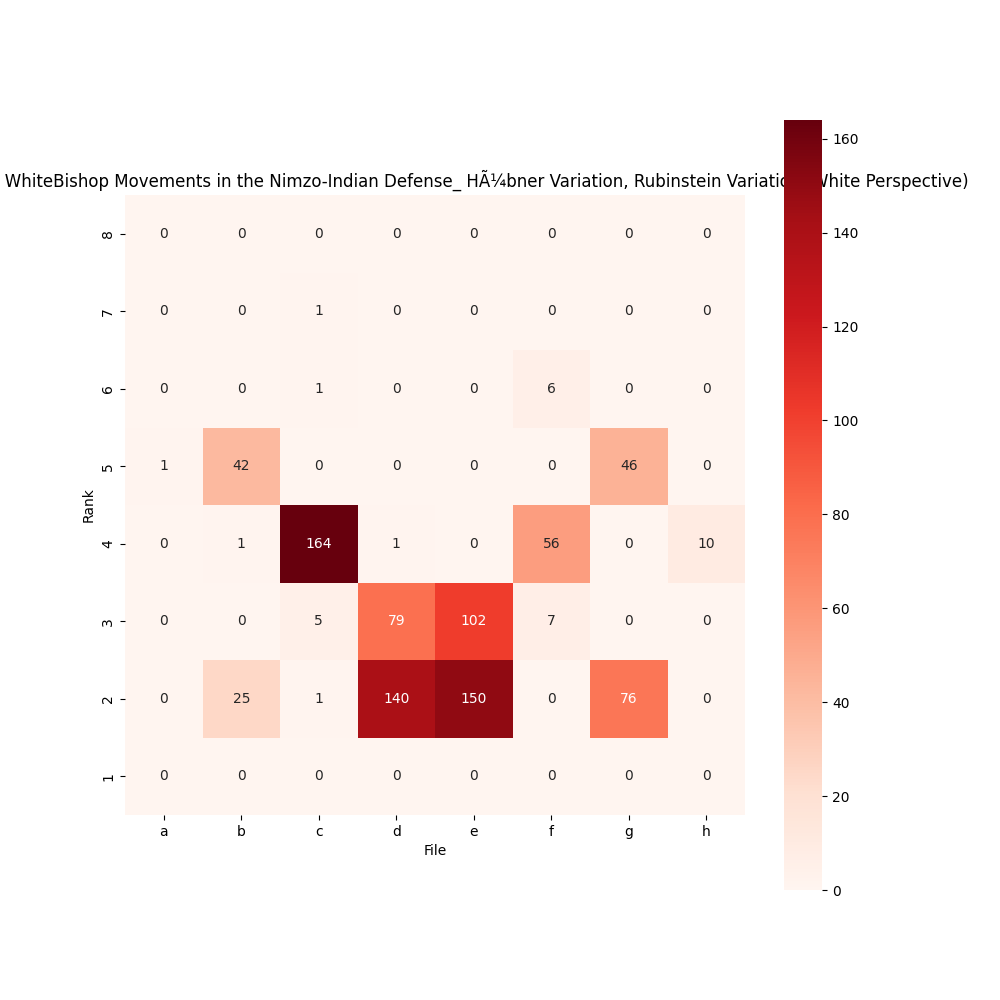 WhiteBishop Movements in the Nimzo-Indian Defense_ HÃ¼bner Variation, Rubinstein Variatio White Perspective)
160
140
120
100
80
60
40
20
0
8 0 0 0 0 0 0 0 0
7 0 0 1 0 0 0 0 0
6 0 0 1 0 0 6 0 0
5 1 42 0 0 0 0 46 0
4 0 1 164 1 0 56 0 10
3 0 0 5 79 102 7 0 0
2 0 25 1 140 150 0 76 0
1 0 0 0 0 0 0 0 0
Rank
a b c d e f g h
File